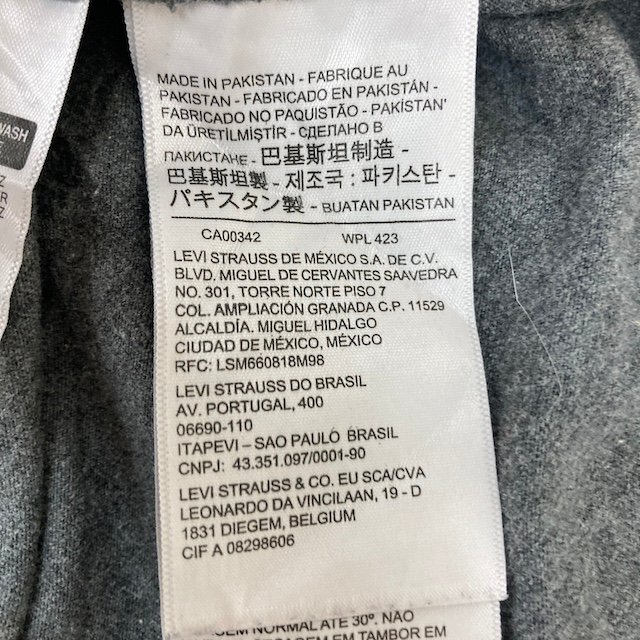 WASH
Z
R
Z
MADE IN PAKISTAN - FABRIQUE AU
PAKISTAN - FABRICADO EN PAKISTÁN -
FABRICADO NO PAQUISTÃO - PAKİSTAN'
DA ÜRETİLMİŞTİR - СДЕЛАНО В
ПАКИСТАНЕ - 巴基斯坦制造 -
巴基斯坦製 - 제조국 : 파키스탄 -
パキスタン製 - BUATAN PAKISTAN
CA00342 WPL 423
LEVI STRAUSS DE MÉXICO S.A. DE C.V.
BLVD. MIGUEL DE CERVANTES SAAVEDRA
NO. 301, TORRE NORTE PISO 7
COL. AMPLIACIÓN GRANADA C.P. 11529
ALCALDÍA. MIGUEL HIDALGO
CIUDAD DE MÉXICO, MÉXICO
RFC: LSM660818M98
LEVI STRAUSS DO BRASIL
AV. PORTUGAL, 400
06690-110
ITAPEVI – SAO PAULÓ BRASIL
CNPJ: 43.351.097/0001-90
LEVI STRAUSS & CO. EU SCA/CVA
LEONARDO DA VINCILAAN, 19 - D
1831 DIEGEM, BELGIUM
CIF A 08298606
NORMAL ATÉ 30º. NÃO
EM TAMBOR EM